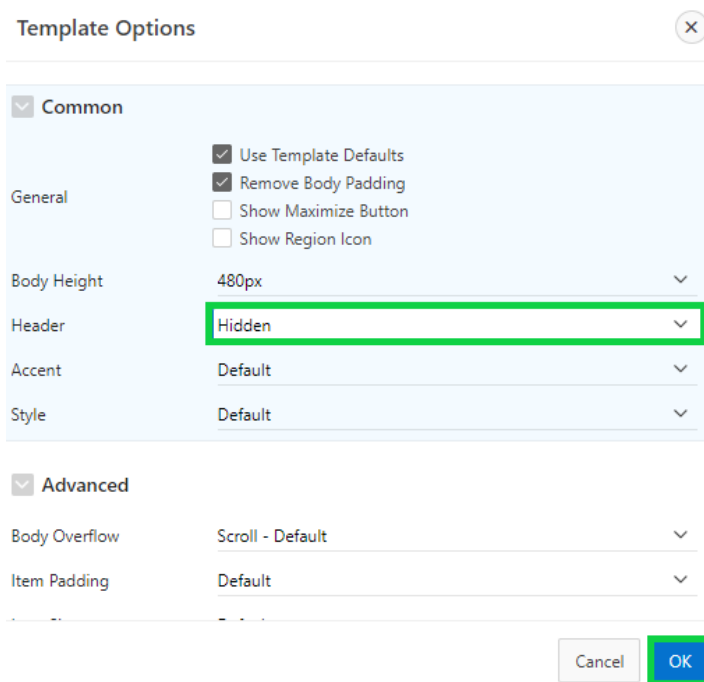 Template Options
Common
Use Template Defaults
General
Remove Body Padding
Show Maximize Button
Show Region Icon
Body Height 480px
Header Hidden
Accent Default
Style Default
Advanced
Body Overflow Scroll - Default
Item Padding Default
Cancel OK